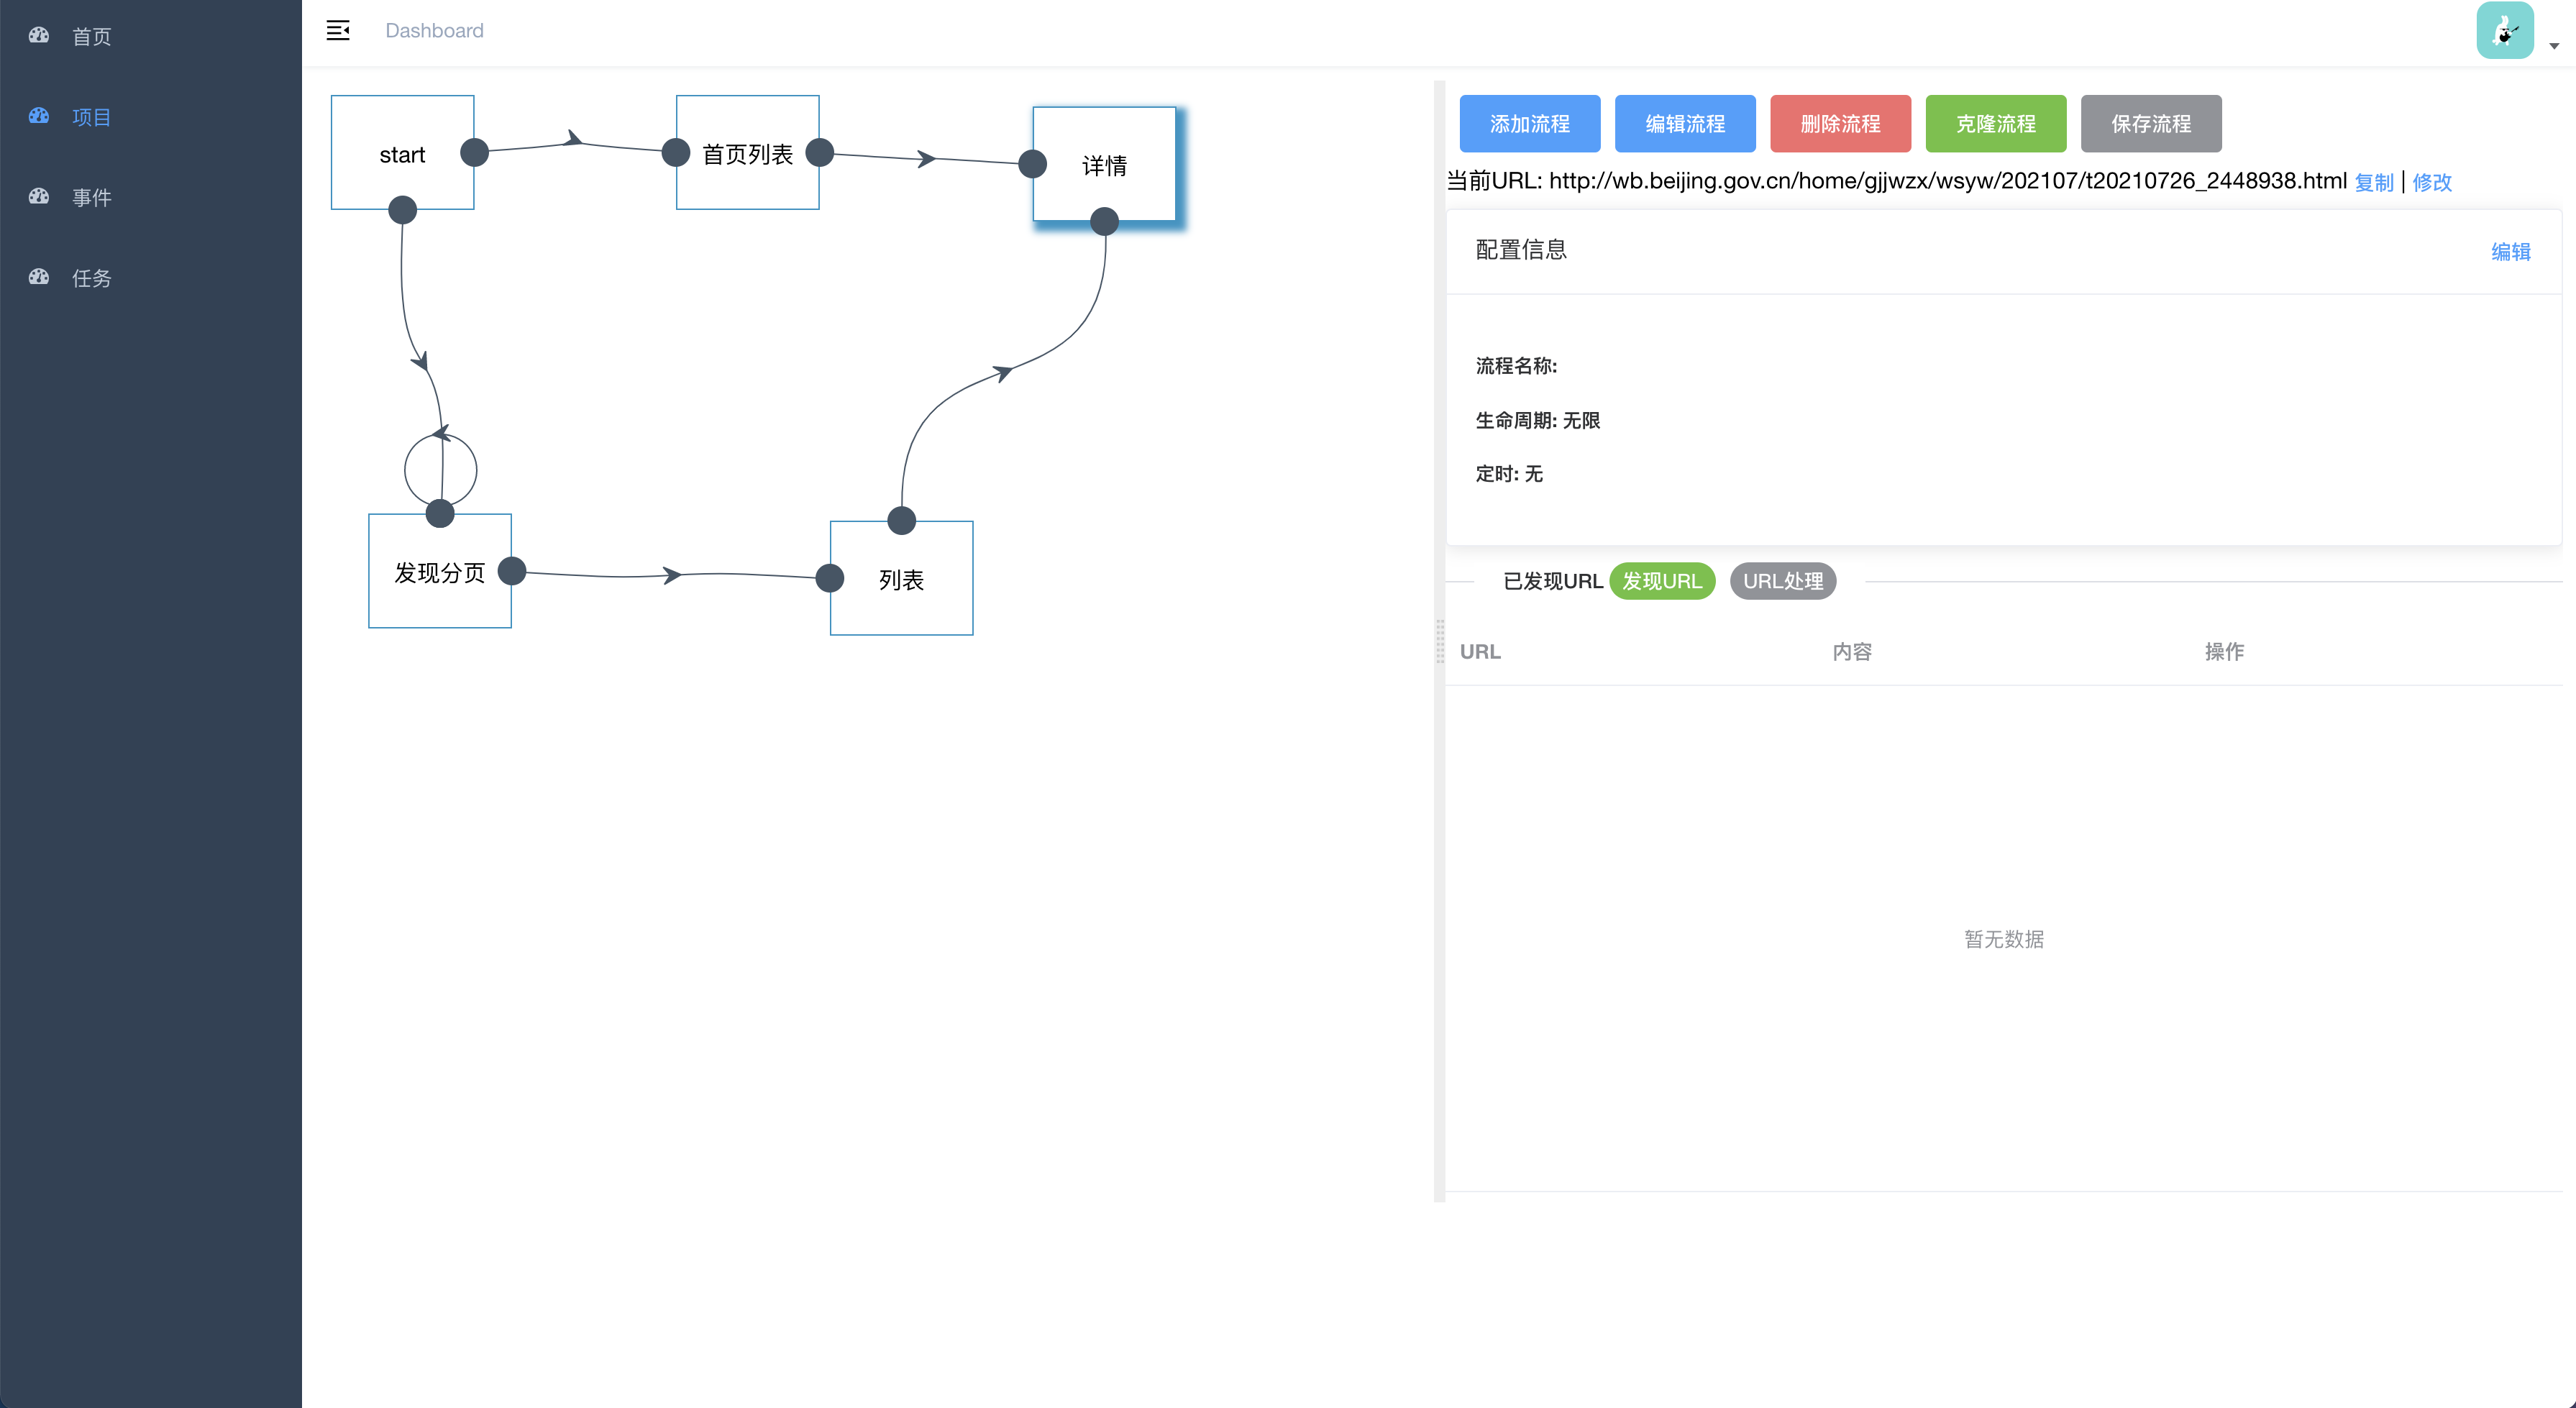 首页
项目
事件
任务
Dashboard
start
首页列表
详情
发现分页
列表
添加流程 编辑流程 删除流程 克隆流程 保存流程
当前URL: http://wb.beijing.gov.cn/home/gjjwzx/wsyw/202107/t20210726_2448938.html 复制 | 修改
配置信息 编辑
流程名称:
生命周期: 无限
定时: 无
已发现URL 发现URL URL处理
URL 内容 操作
暂无数据